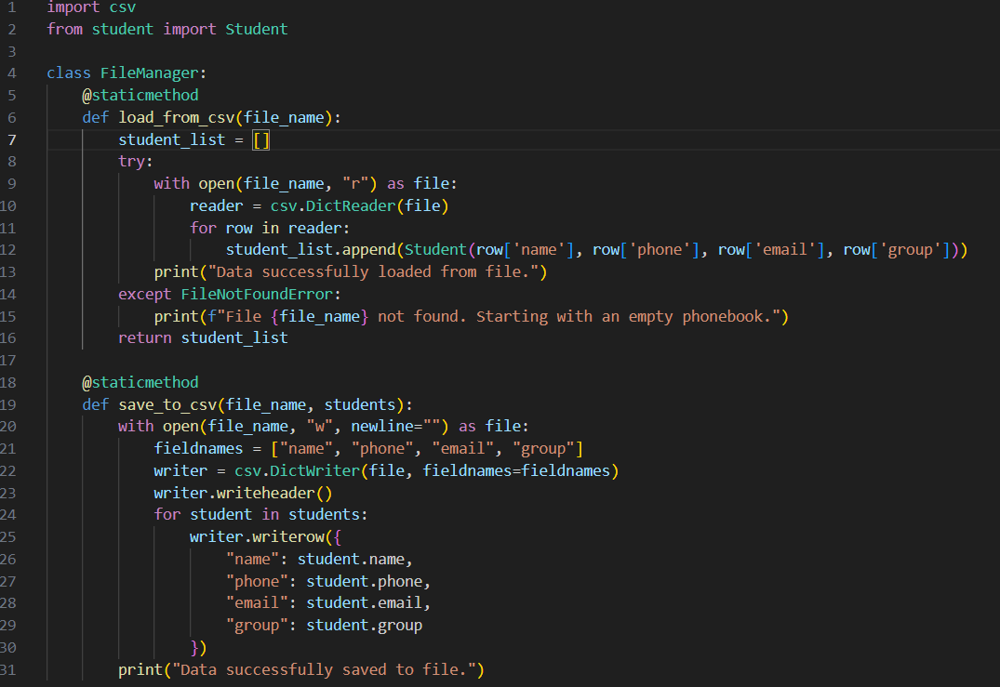 1 import csv
2 from student import Student
3
4 class FileManager:
5     @staticmethod
6     def load_from_csv(file_name):
7         student_list = []
8         try:
9             with open(file_name, "r") as file:
10                 reader = csv.DictReader(file)
11                 for row in reader:
12                     student_list.append(Student(row['name'], row['phone'], row['email'], row['group']))
13             print("Data successfully loaded from file.")
14         except FileNotFoundError:
15             print(f"File {file_name} not found. Starting with an empty phonebook.")
16         return student_list
17
18     @staticmethod
19     def save_to_csv(file_name, students):
20         with open(file_name, "w", newline="") as file:
21             fieldnames = ["name", "phone", "email", "group"]
22             writer = csv.DictWriter(file, fieldnames=fieldnames)
23             writer.writeheader()
24             for student in students:
25                 writer.writerow({
26                     "name": student.name,
27                     "phone": student.phone,
28                     "email": student.email,
29                     "group": student.group
30                 })
31         print("Data successfully saved to file.")